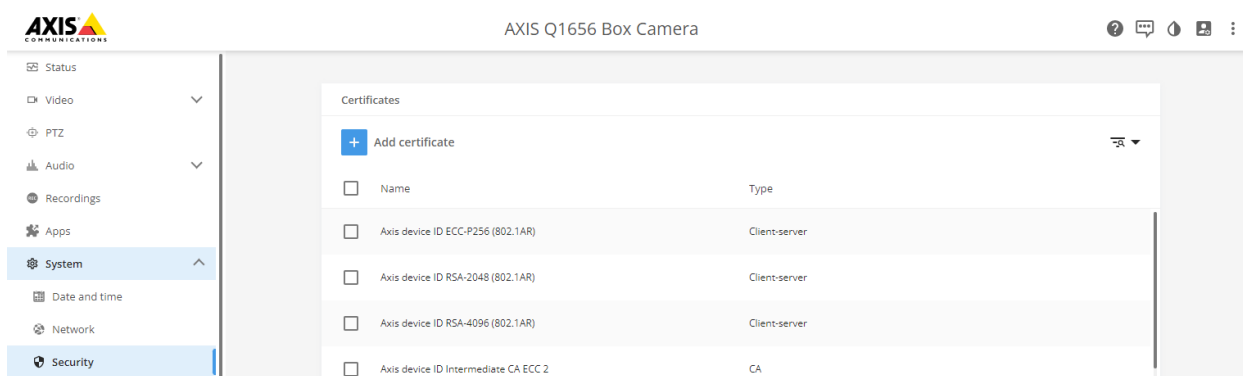 AXIS
COMMUNICATIONS
AXIS Q1656 Box Camera
Status
Video
PTZ
Audio
Recordings
Apps
System
Date and time
Network
Security
Certificates
+ Add certificate
Name Type
Axis device ID ECC-P256 (802.1AR) Client-server
Axis device ID RSA-2048 (802.1AR) Client-server
Axis device ID RSA-4096 (802.1AR) Client-server
Axis device ID Intermediate CA ECC 2 CA